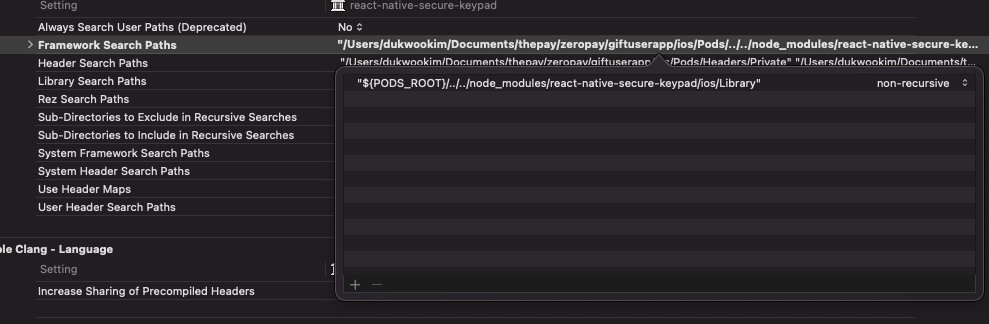 Setting
react-native-secure-keypad
Always Search User Paths (Deprecated)
No
Framework Search Paths
"/Users/dukwookim/Documents/thepay/zeropay/giftuserapp/ios/Pods/../../node_modules/react-native-secure-ke...
Header Search Paths
"/Users/dukwookim/Documents/thepay/zeropay/giftuserapp/ios/Pods/Headers/Private" "/Users/dukwookim/Documents/t...
Library Search Paths
"${PODS_ROOT}/../../node_modules/react-native-secure-keypad/ios/Library"
non-recursive
Rez Search Paths
Sub-Directories to Exclude in Recursive Searches
Sub-Directories to Include in Recursive Searches
System Framework Search Paths
System Header Search Paths
Use Header Maps
User Header Search Paths
ple Clang - Language
Setting
Increase Sharing of Precompiled Headers